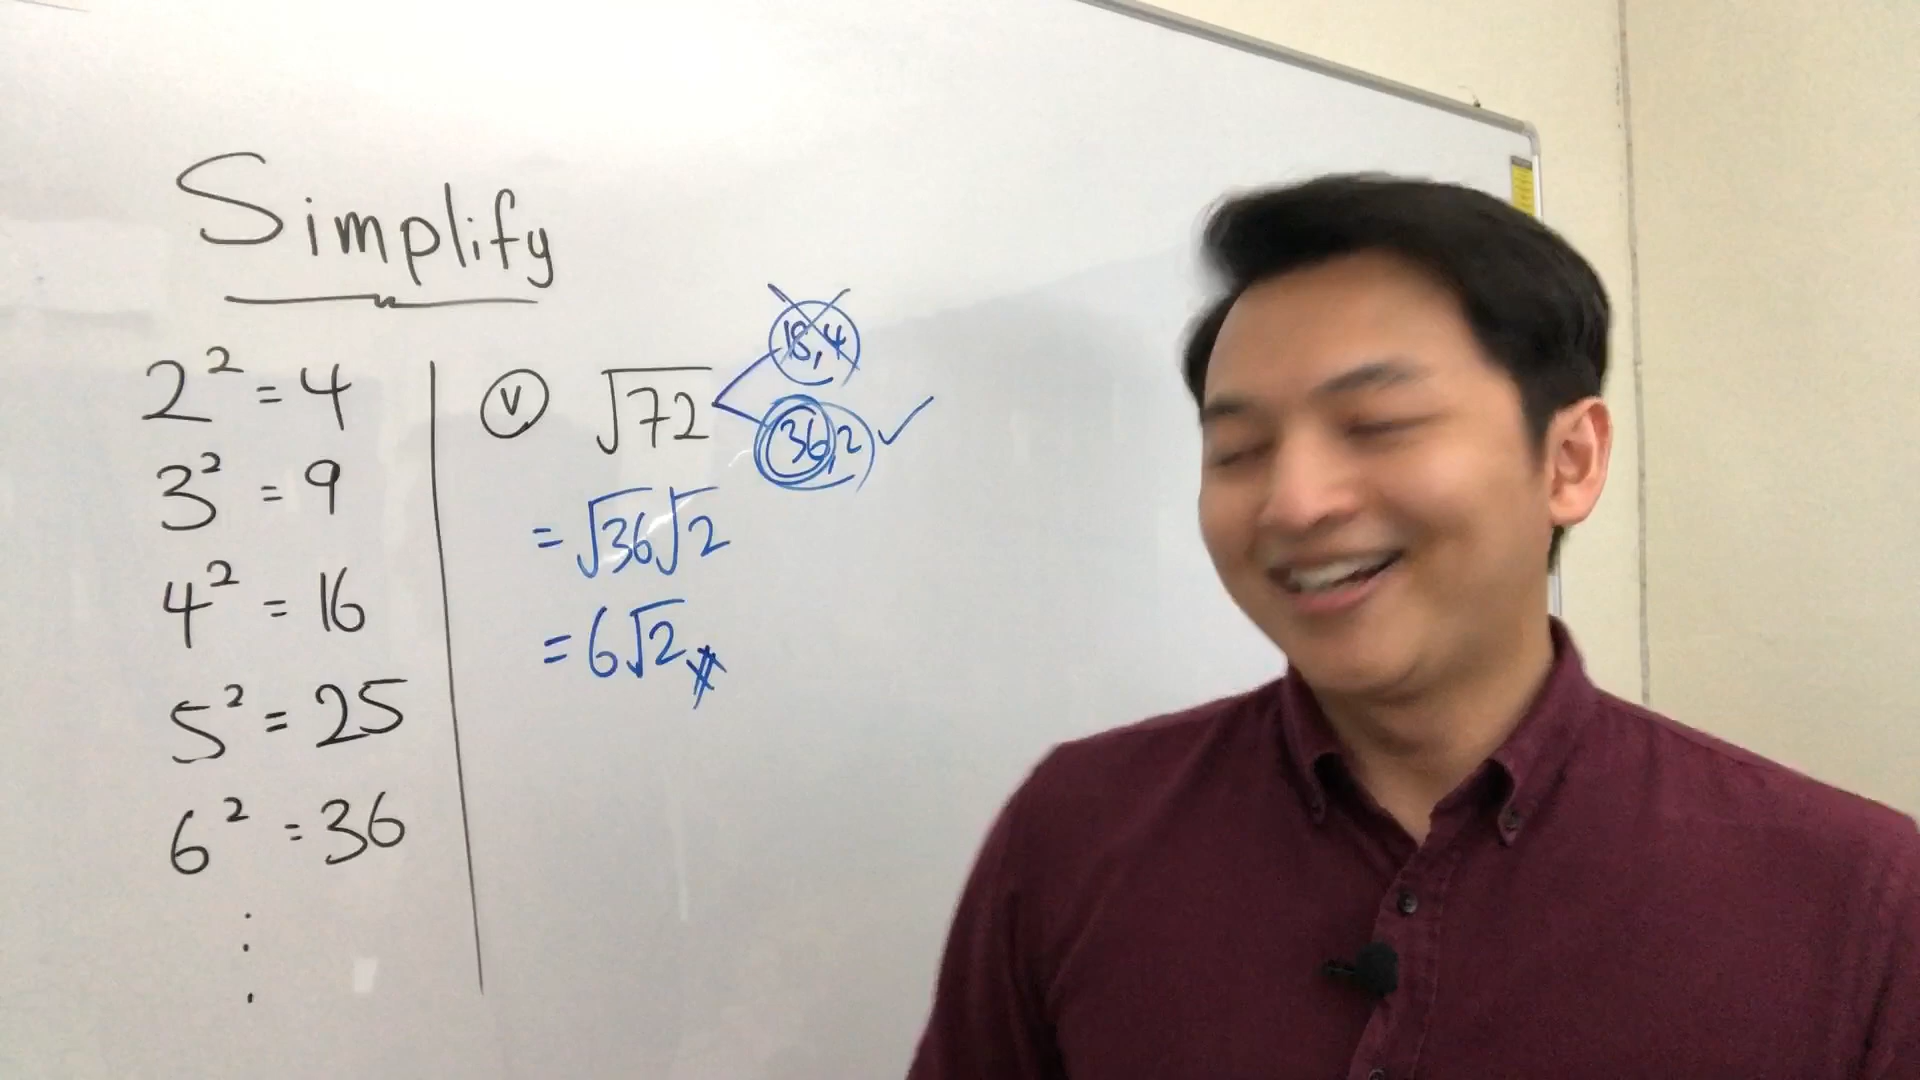 Simplify
2² = 4
3² = 9
4² = 16
5² = 25
6² = 36
⋮
(v) √72
18,4
36,2 ✓
= √36√2
= 6√2